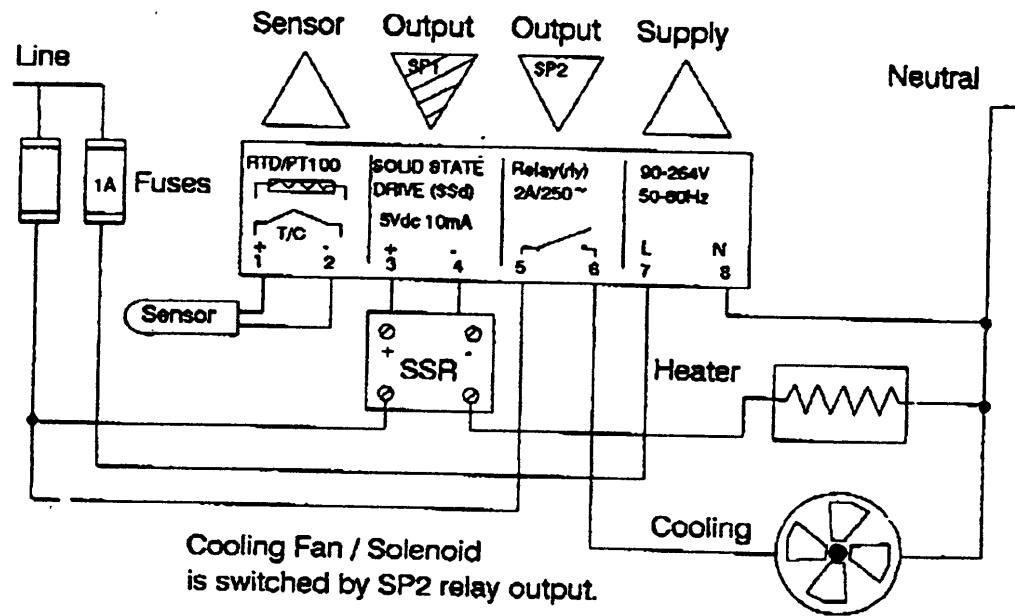 Sensor Output Output Supply
Line
Neutral
SP1
SP2
1A
Fuses
RTD/PT100
T/C
+ -
1 2
SOLID STATE
DRIVE (SSd)
5Vdc 10mA
+ -
3 4
Relay(rly)
2A/250~
5 6
90-264V
50-60Hz
L N
7 8
Sensor
+ -
SSR
Heater
Cooling
Cooling Fan / Solenoid
is switched by SP2 relay output.